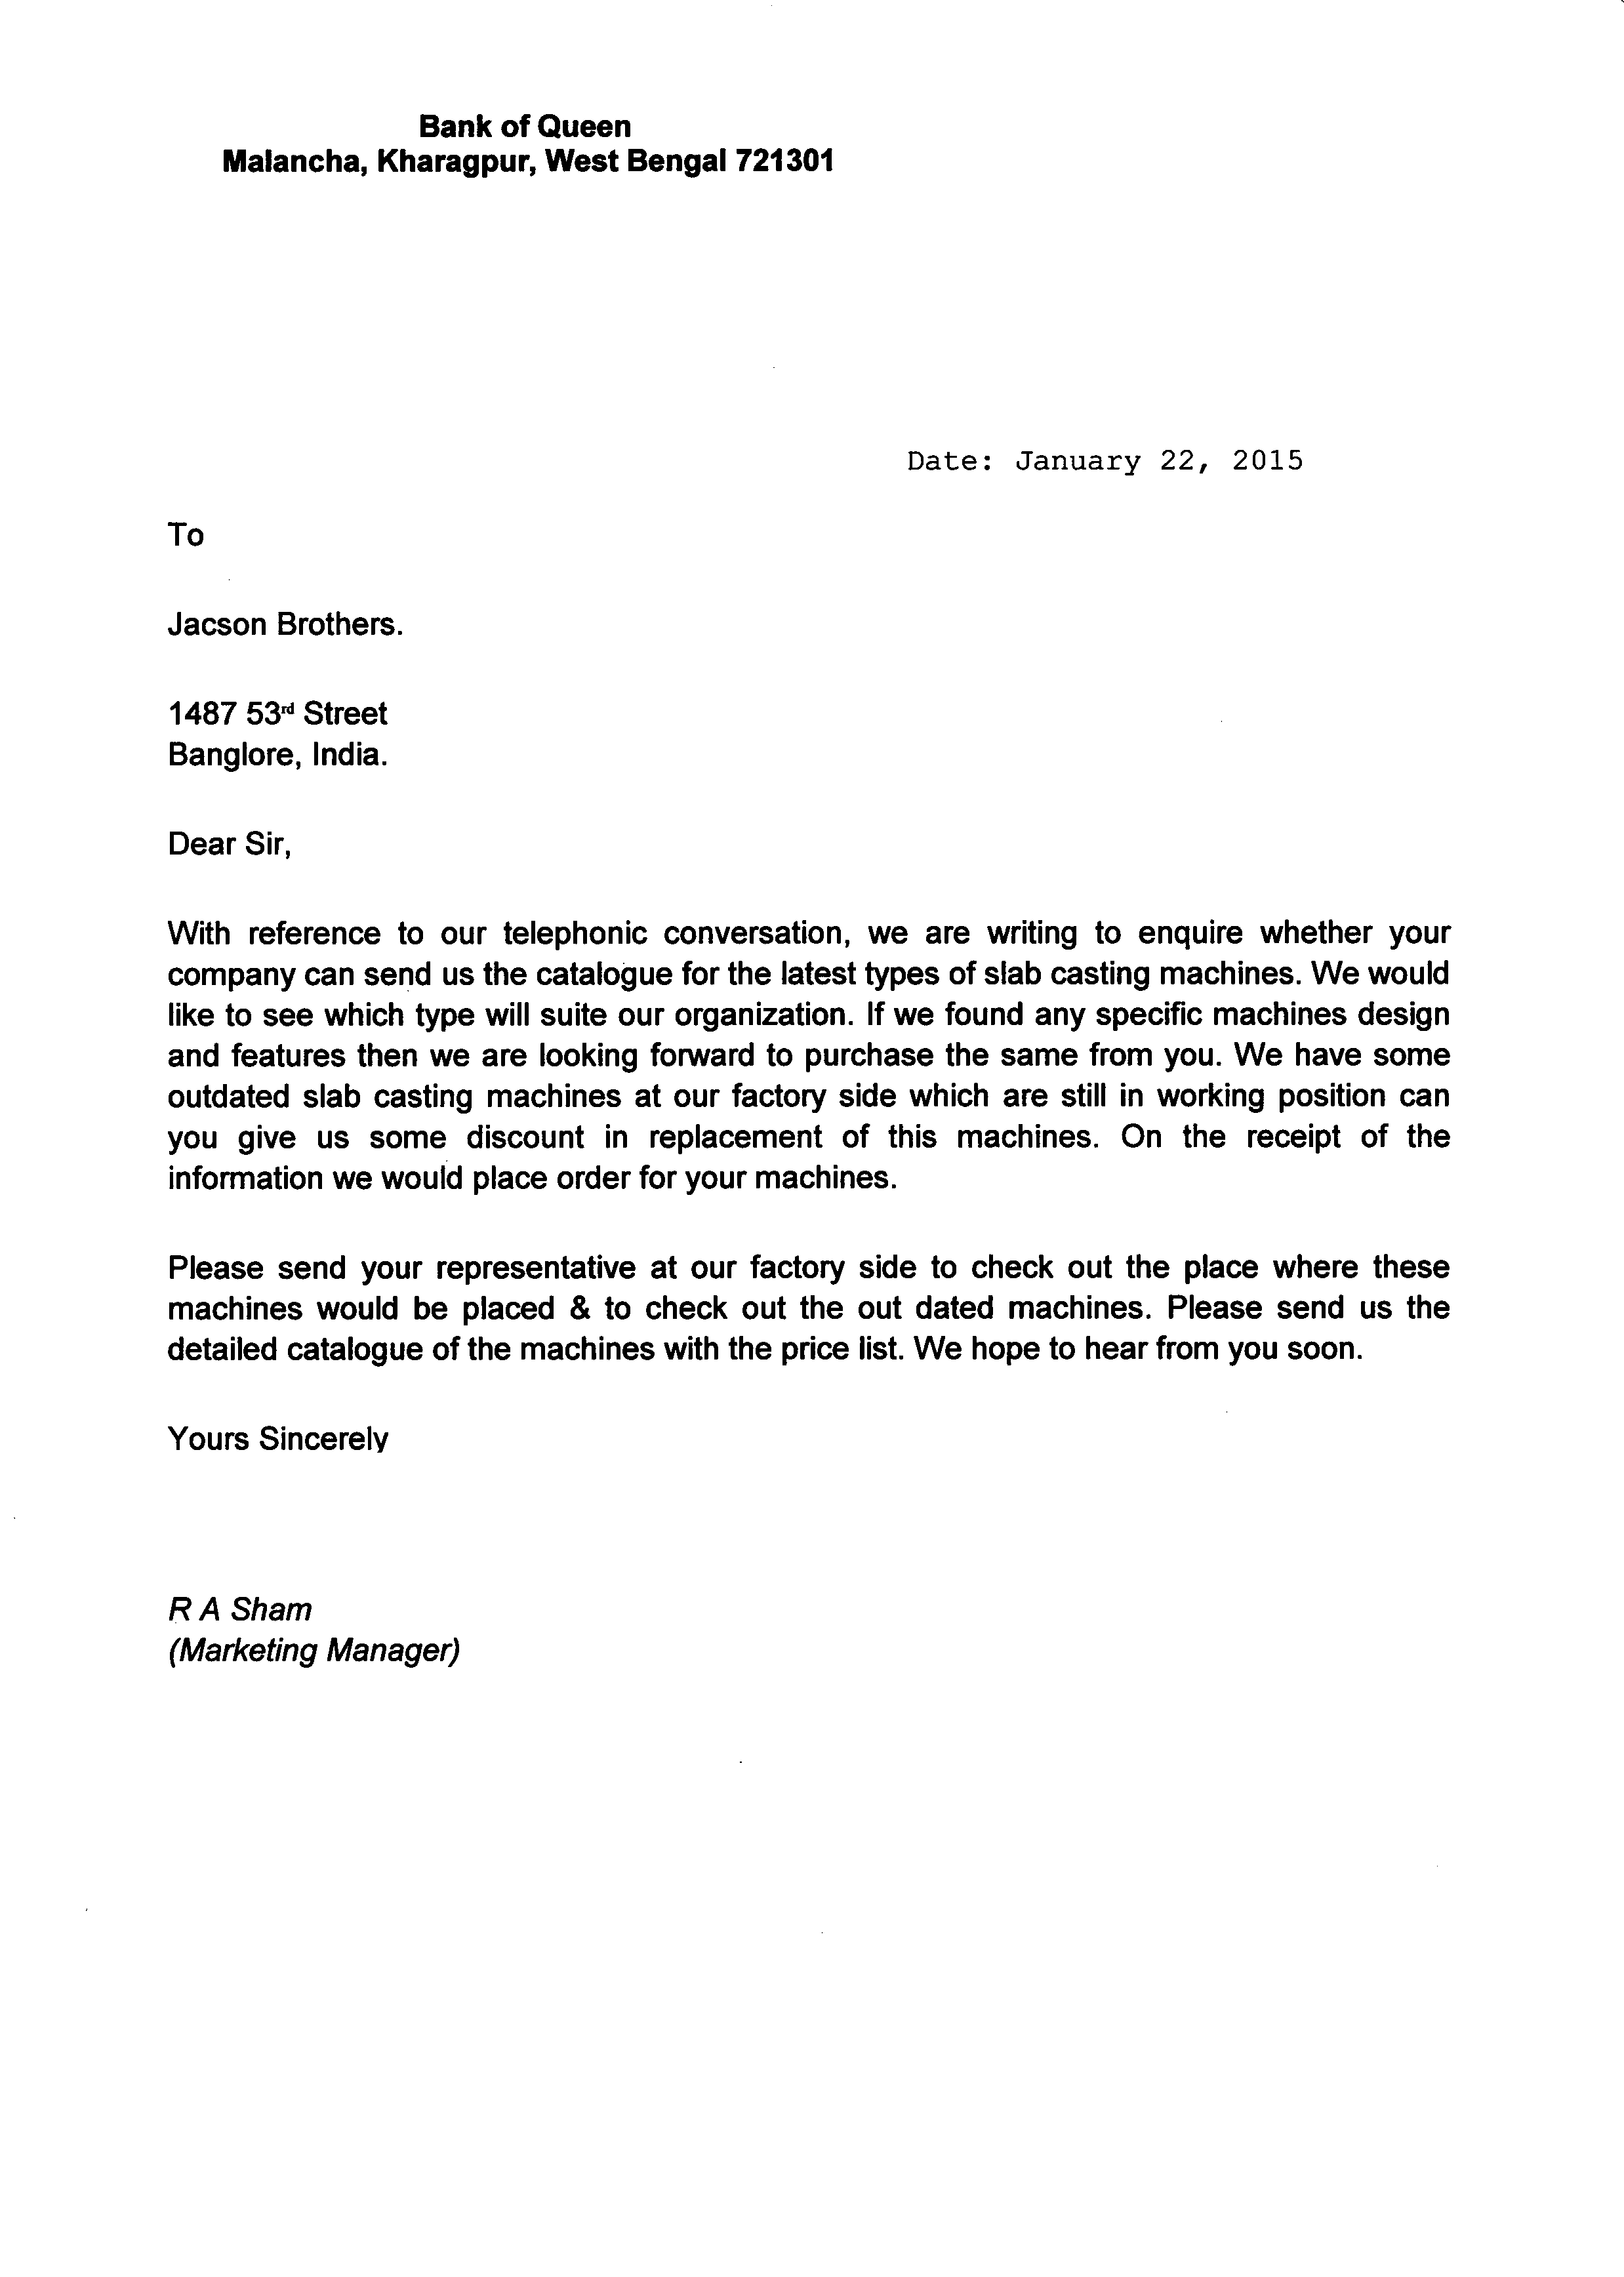 Bank of Queen
Malancha, Kharagpur, West Bengal 721301
Date: January 22, 2015
To
Jacson Brothers.
1487 53rd Street
Banglore, India.
Dear Sir,
With reference to our telephonic conversation, we are writing to enquire whether your
company can send us the catalogue for the latest types of slab casting machines. We would
like to see which type will suite our organization. If we found any specific machines design
and features then we are looking forward to purchase the same from you. We have some
outdated slab casting machines at our factory side which are still in working position can
you give us some discount in replacement of this machines. On the receipt of the
information we would place order for your machines.
Please send your representative at our factory side to check out the place where these
machines would be placed & to check out the out dated machines. Please send us the
detailed catalogue of the machines with the price list. We hope to hear from you soon.
Yours Sincerely
R A Sham
(Marketing Manager)